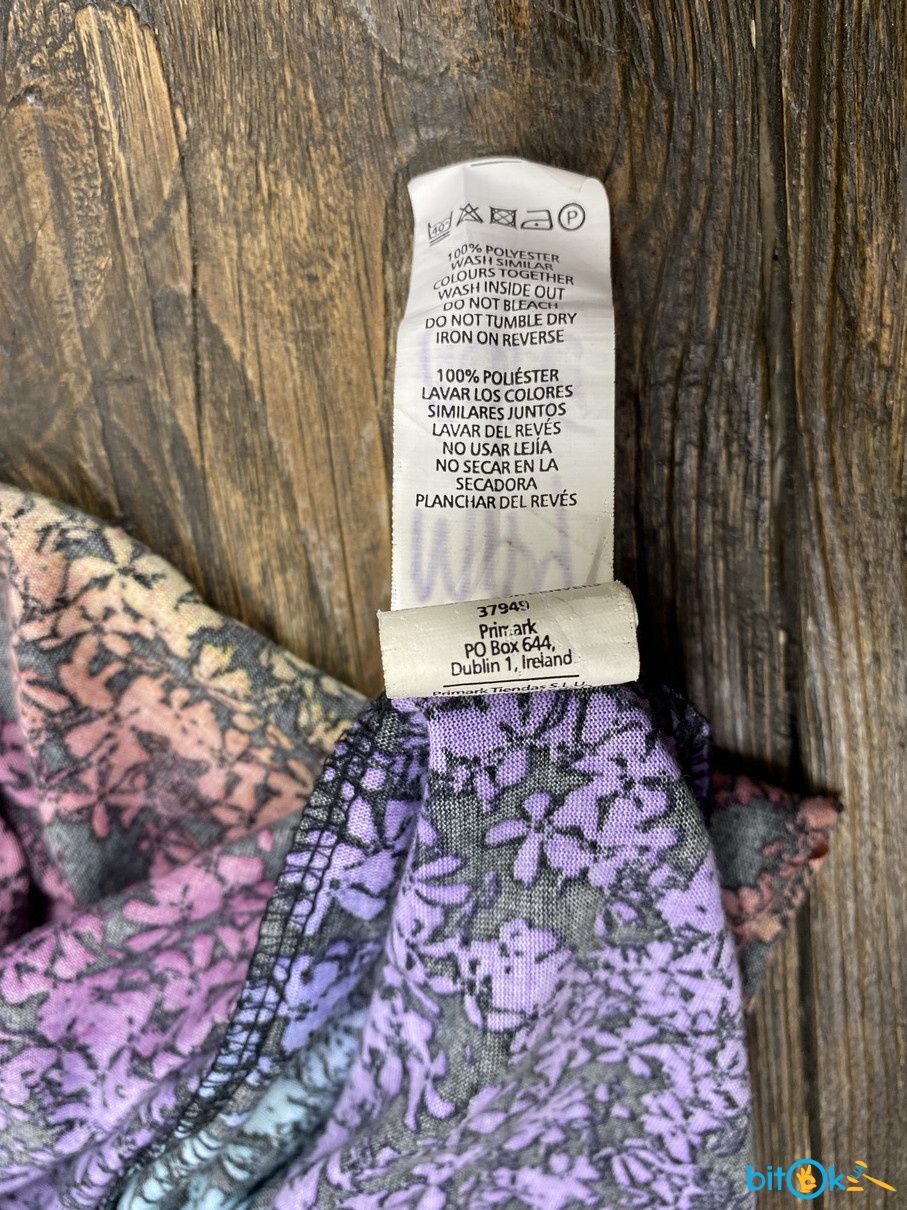 40
P
100% POLYESTER
WASH SIMILAR
COLOURS TOGETHER
WASH INSIDE OUT
DO NOT BLEACH
DO NOT TUMBLE DRY
IRON ON REVERSE
100% POLIÉSTER
LAVAR LOS COLORES
SIMILARES JUNTOS
LAVAR DEL REVÉS
NO USAR LEJÍA
NO SECAR EN LA
SECADORA
PLANCHAR DEL REVÉS
37949
Primark
PO Box 644,
Dublin 1, Ireland
Primark Tiendas S.L.U.
bitOk